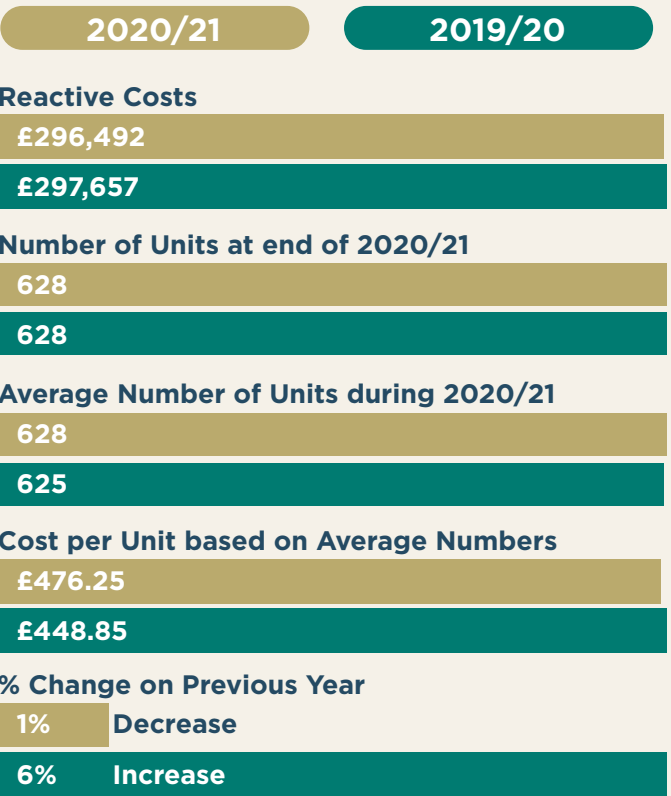 2020/21 2019/20
Reactive Costs
£296,492
£297,657
Number of Units at end of 2020/21
628
628
Average Number of Units during 2020/21
628
625
Cost per Unit based on Average Numbers
£476.25
£448.85
% Change on Previous Year
1% Decrease
6% Increase